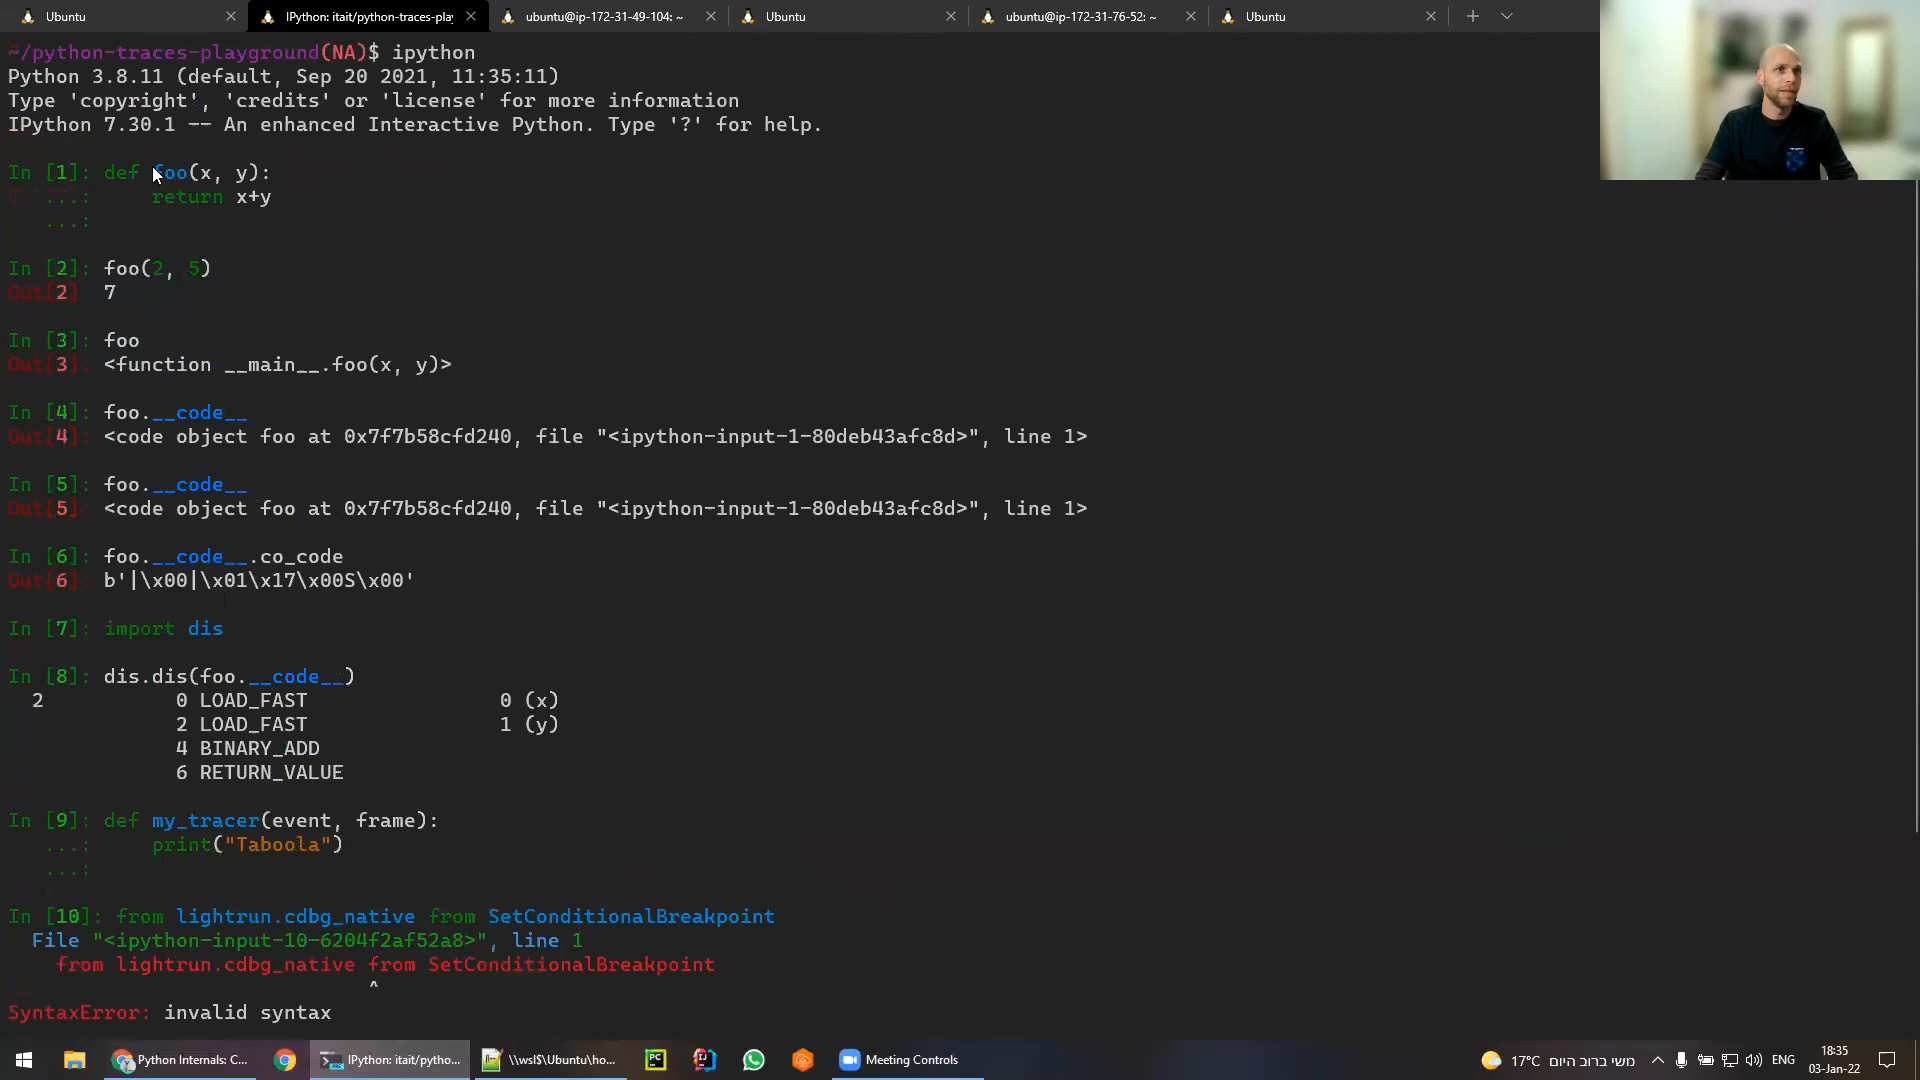 Ubuntu
IPython: itait/python-traces-play
ubuntu@ip-172-31-49-104: ~
Ubuntu
ubuntu@ip-172-31-76-52: ~
Ubuntu
~/python-traces-playground(NA)$ ipython
Python 3.8.11 (default, Sep 20 2021, 11:35:11)
Type 'copyright', 'credits' or 'license' for more information
IPython 7.30.1 -- An enhanced Interactive Python. Type '?' for help.
In [1]: def foo(x, y):
...:     return x+y
...:
In [2]: foo(2, 5)
Out[2] 7
In [3]: foo
Out[3] <function __main__.foo(x, y)>
In [4]: foo.__code__
Out[4] <code object foo at 0x7f7b58cfd240, file "<ipython-input-1-80deb43afc8d>", line 1>
In [5]: foo.__code__
Out[5] <code object foo at 0x7f7b58cfd240, file "<ipython-input-1-80deb43afc8d>", line 1>
In [6]: foo.__code__.co_code
Out[6] b'|\x00|\x01\x17\x00S\x00'
In [7]: import dis
In [8]: dis.dis(foo.__code__)
2 0 LOAD_FAST 0 (x)
2 LOAD_FAST 1 (y)
4 BINARY_ADD
6 RETURN_VALUE
In [9]: def my_tracer(event, frame):
...:     print("Taboola")
...:
In [10]: from lightrun.cdbg_native from SetConditionalBreakpoint
File "<ipython-input-10-6204f2af52a8>", line 1
from lightrun.cdbg_native from SetConditionalBreakpoint
^
SyntaxError: invalid syntax
Python Internals: C...
IPython: itait/pytho...
\\wsl$\Ubuntu\ho...
Meeting Controls
17°C משי ברוב היום
ENG
18:35
03-Jan-22